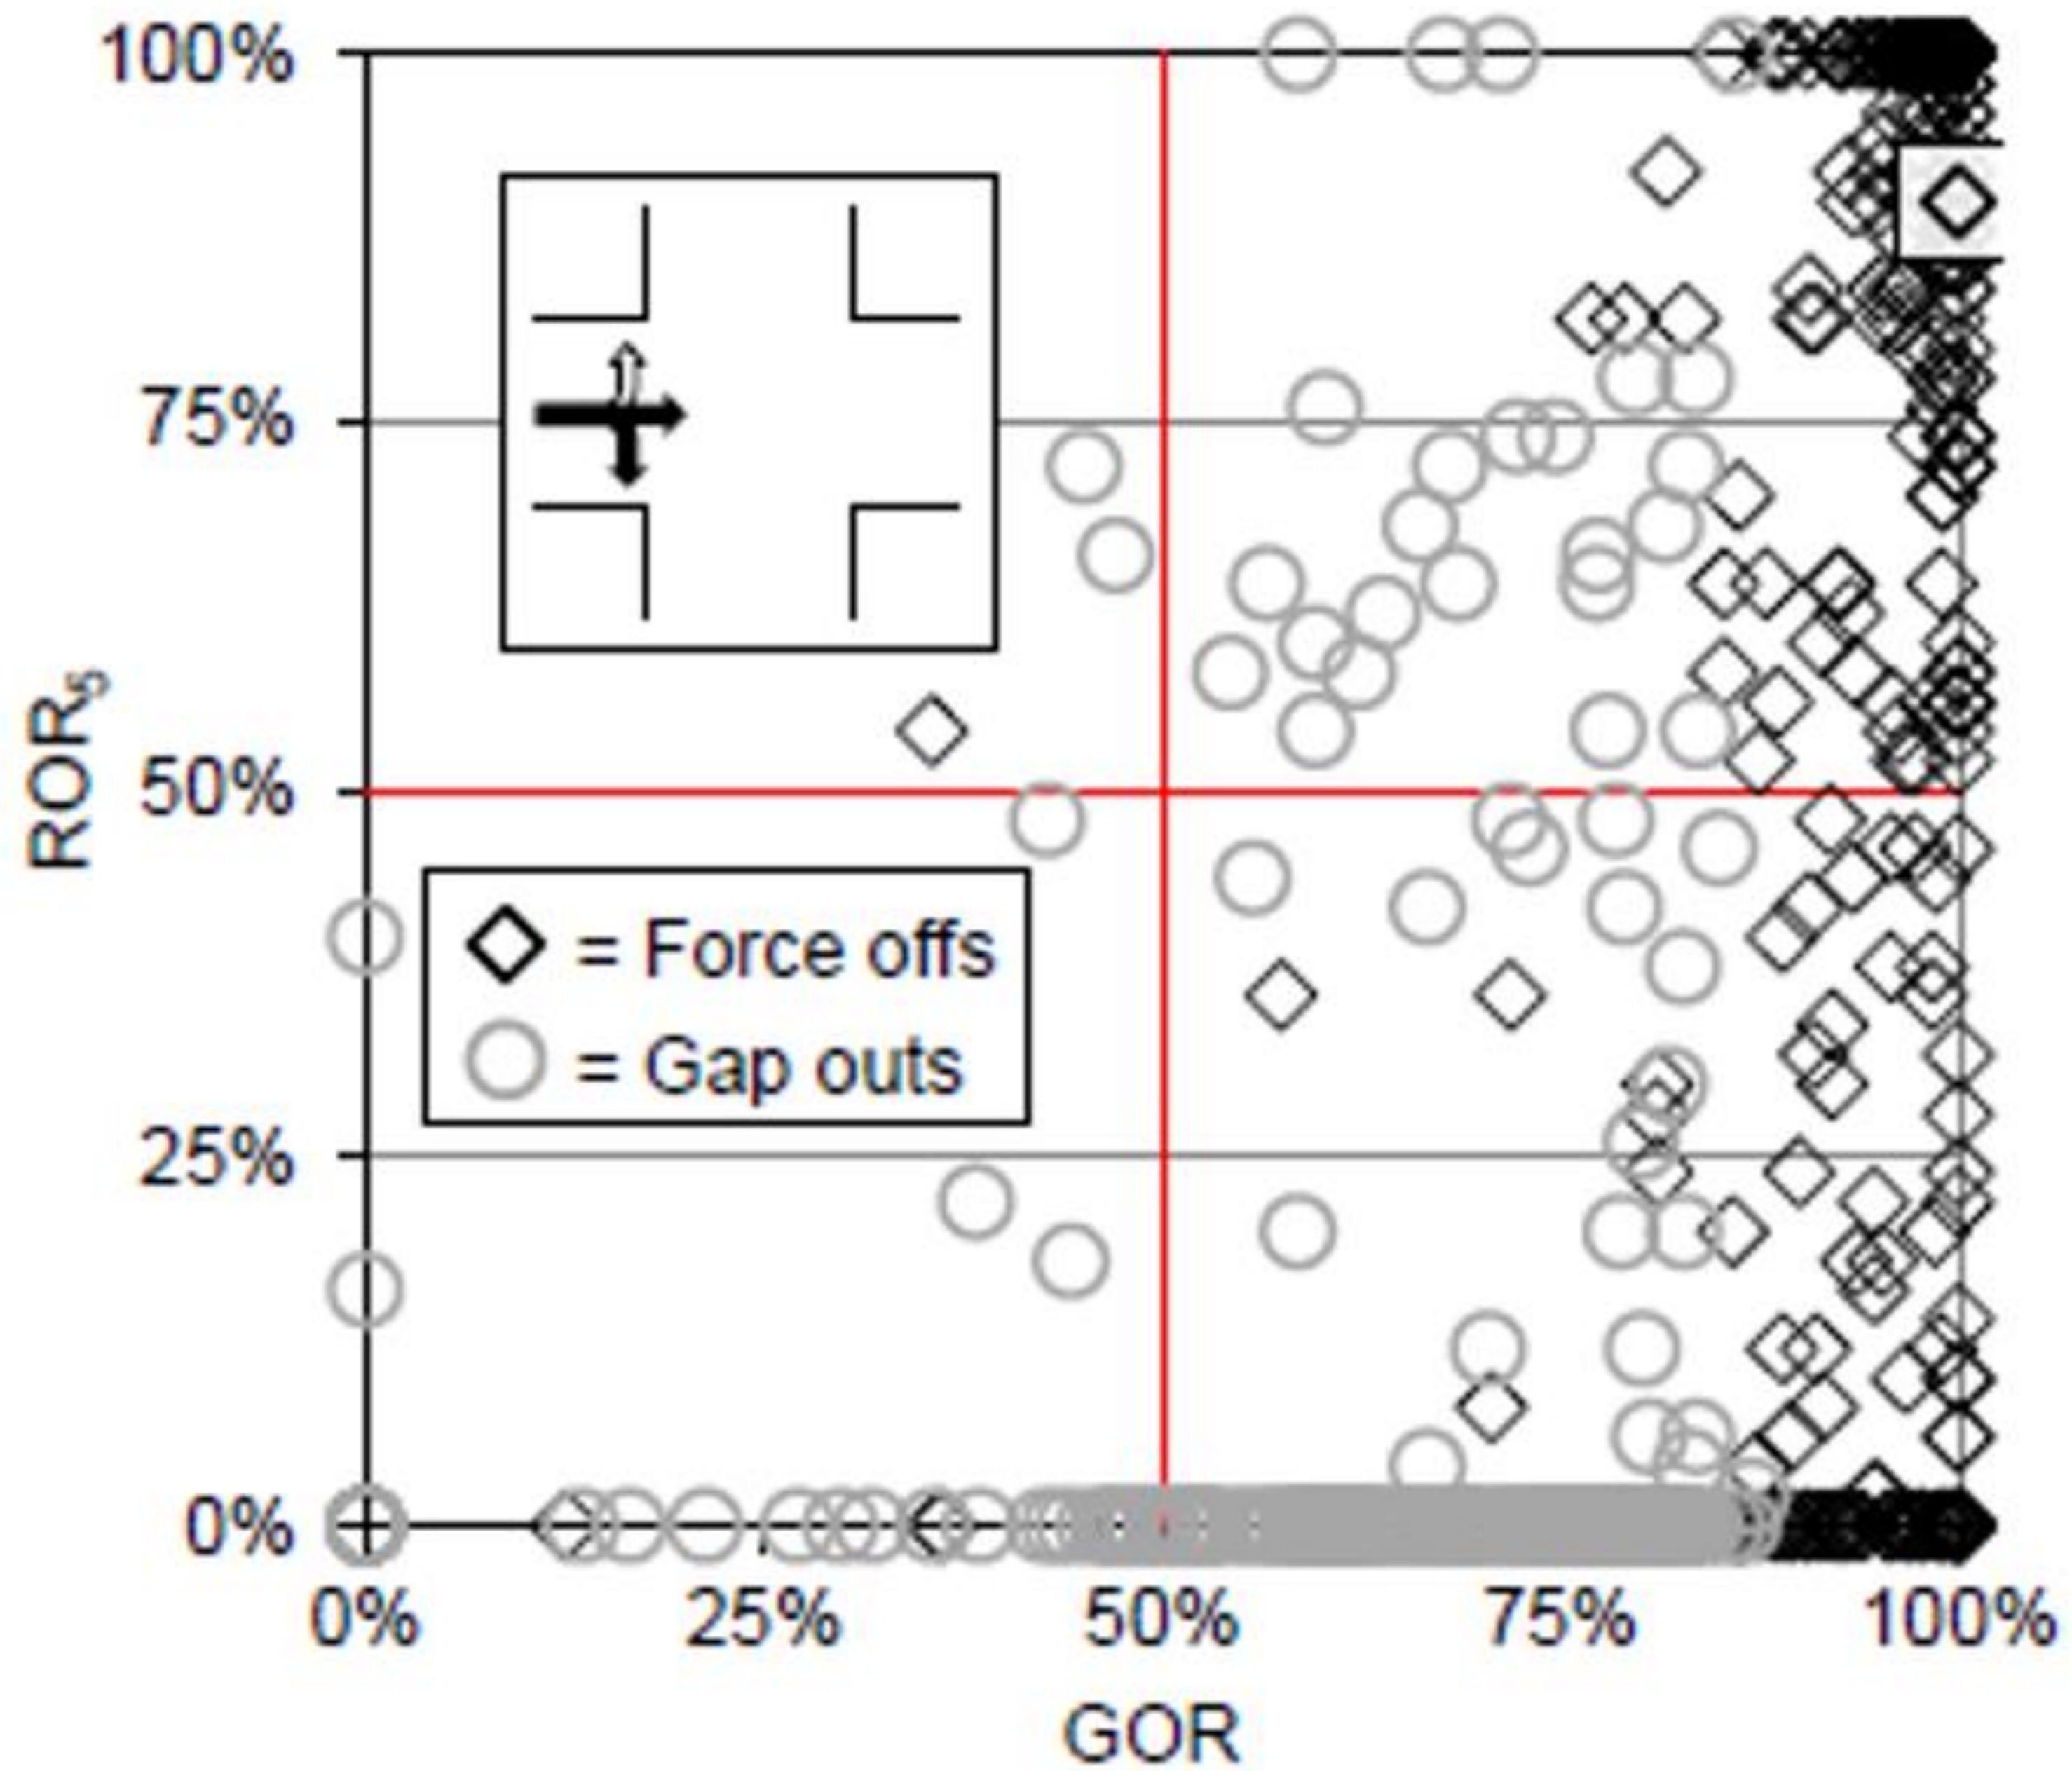 100%
75%
50%
25%
0%
ROR5
= Force offs
= Gap outs
0% 25% 50% 75% 100%
GOR